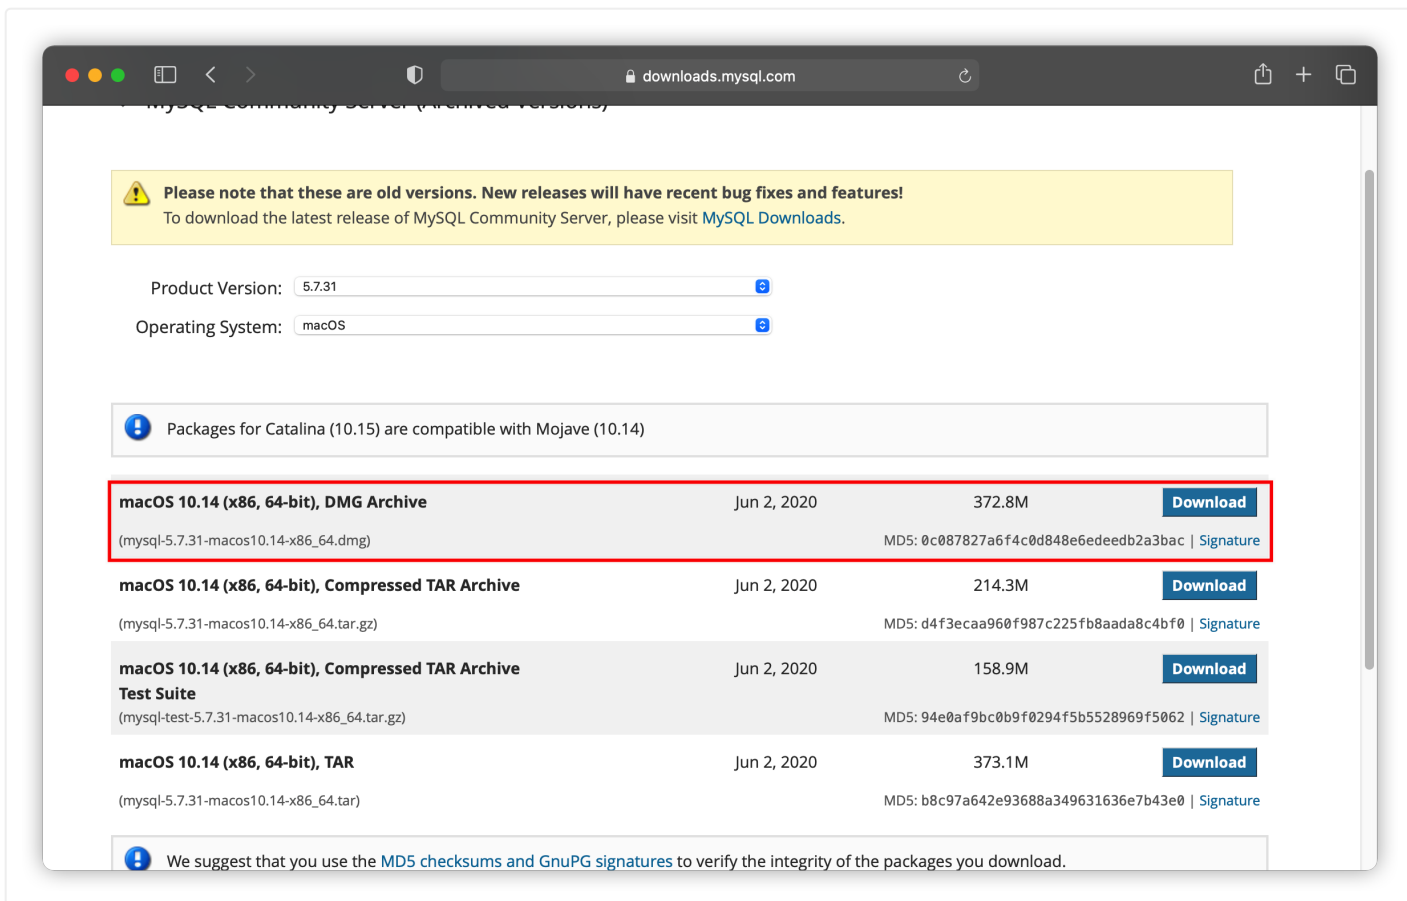 downloads.mysql.com
MySQL Community Server (Archived Versions)
Please note that these are old versions. New releases will have recent bug fixes and features!
To download the latest release of MySQL Community Server, please visit MySQL Downloads.
Product Version: 5.7.31
Operating System: macOS
Packages for Catalina (10.15) are compatible with Mojave (10.14)
macOS 10.14 (x86, 64-bit), DMG Archive Jun 2, 2020 372.8M Download
(mysql-5.7.31-macos10.14-x86_64.dmg) MD5: 0c087827a6f4c0d848e6edeedb2a3bac | Signature
macOS 10.14 (x86, 64-bit), Compressed TAR Archive Jun 2, 2020 214.3M Download
(mysql-5.7.31-macos10.14-x86_64.tar.gz) MD5: d4f3ecaa960f987c225fb8aada8c4bf0 | Signature
macOS 10.14 (x86, 64-bit), Compressed TAR Archive Jun 2, 2020 158.9M Download
Test Suite
(mysql-test-5.7.31-macos10.14-x86_64.tar.gz) MD5: 94e0af9bc0b9f0294f5b5528969f5062 | Signature
macOS 10.14 (x86, 64-bit), TAR Jun 2, 2020 373.1M Download
(mysql-5.7.31-macos10.14-x86_64.tar) MD5: b8c97a642e93688a349631636e7b43e0 | Signature
We suggest that you use the MD5 checksums and GnuPG signatures to verify the integrity of the packages you download.